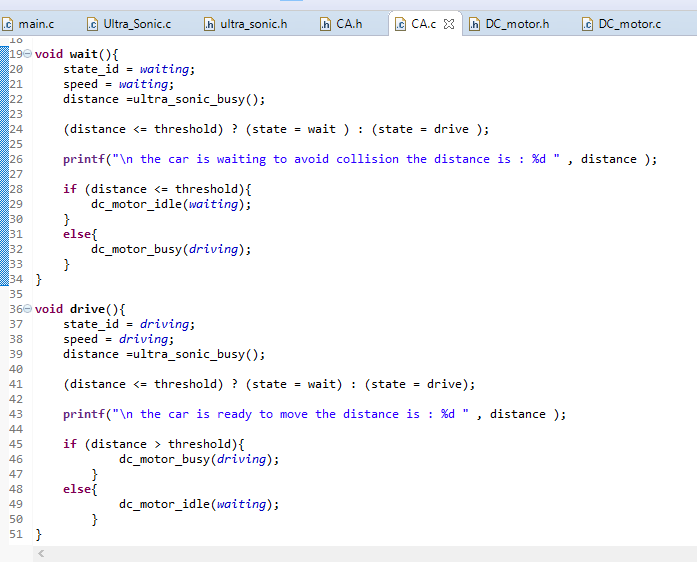 main.c Ultra_Sonic.c ultra_sonic.h CA.h CA.c DC_motor.h DC_motor.c
18
19 void wait(){
20 state_id = waiting;
21 speed = waiting;
22 distance =ultra_sonic_busy();
23
24 (distance <= threshold) ? (state = wait ) : (state = drive );
25
26 printf("\n the car is waiting to avoid collision the distance is : %d " , distance );
27
28 if (distance <= threshold){
29 dc_motor_idle(waiting);
30 }
31 else{
32 dc_motor_busy(driving);
33 }
34 }
35
36 void drive(){
37 state_id = driving;
38 speed = driving;
39 distance =ultra_sonic_busy();
40
41 (distance <= threshold) ? (state = wait) : (state = drive);
42
43 printf("\n the car is ready to move the distance is : %d " , distance );
44
45 if (distance > threshold){
46 dc_motor_busy(driving);
47 }
48 else{
49 dc_motor_idle(waiting);
50 }
51 }